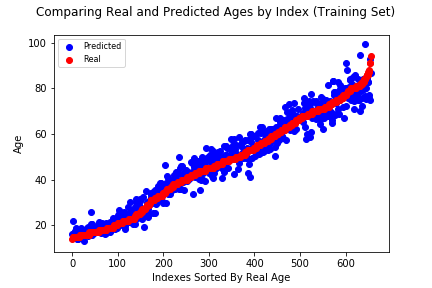 Comparing Real and Predicted Ages by Index (Training Set)
Predicted
Real
Age
100
80
60
40
20
0 100 200 300 400 500 600
Indexes Sorted By Real Age